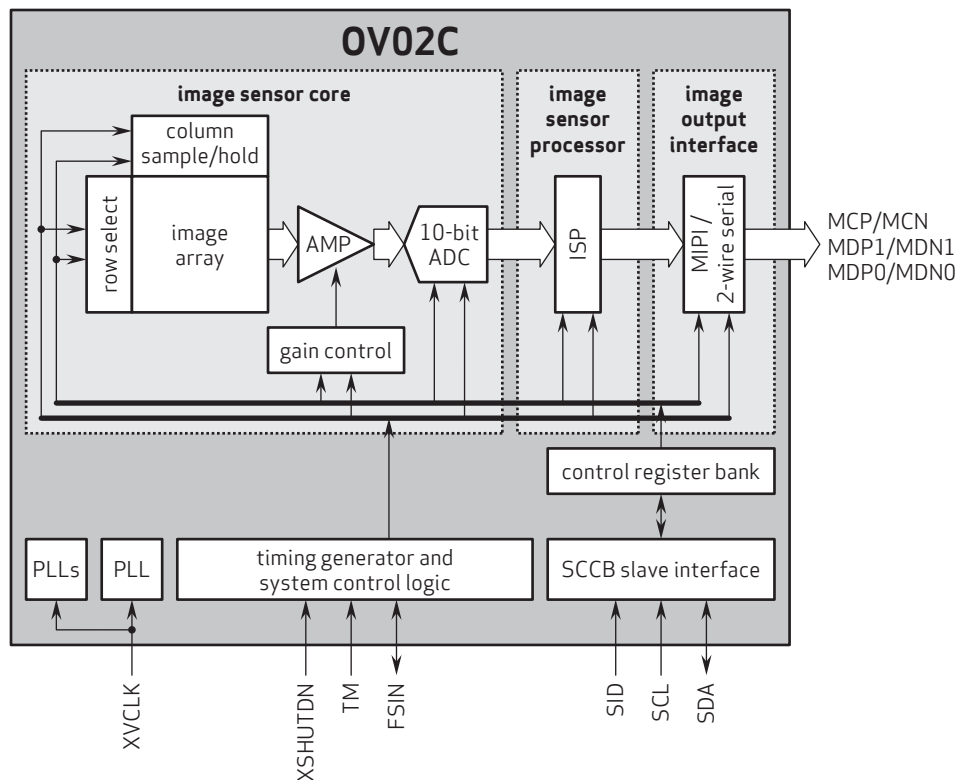 OV02C
image sensor core
image
sensor
processor
image
output
interface
column
sample/hold
row select
image
array
AMP
10-bit
ADC
ISP
MIPI /
2-wire serial
MCP/MCN
MDP1/MDN1
MDP0/MDN0
gain control
control register bank
PLLs
PLL
timing generator and
system control logic
SCCB slave interface
XVCLK
XSHUTDN
TM
FSIN
SID
SCL
SDA